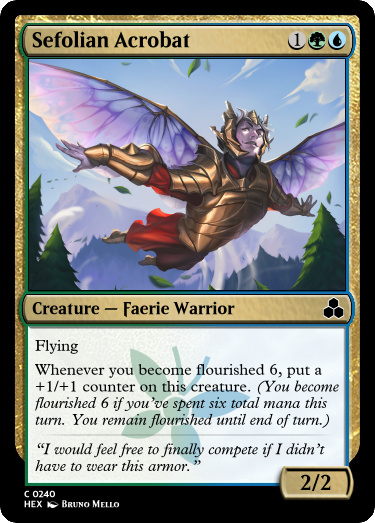 Sefolian Acrobat 1
Creature — Faerie Warrior
Flying
Whenever you become flourished 6, put a
+1/+1 counter on this creature. (You become
flourished 6 if you've spent six total mana this
turn. You remain flourished until end of turn.)
"I would feel free to finally compete if I didn't
have to wear this armor."
2/2
C 0240
HEX Bruno Mello